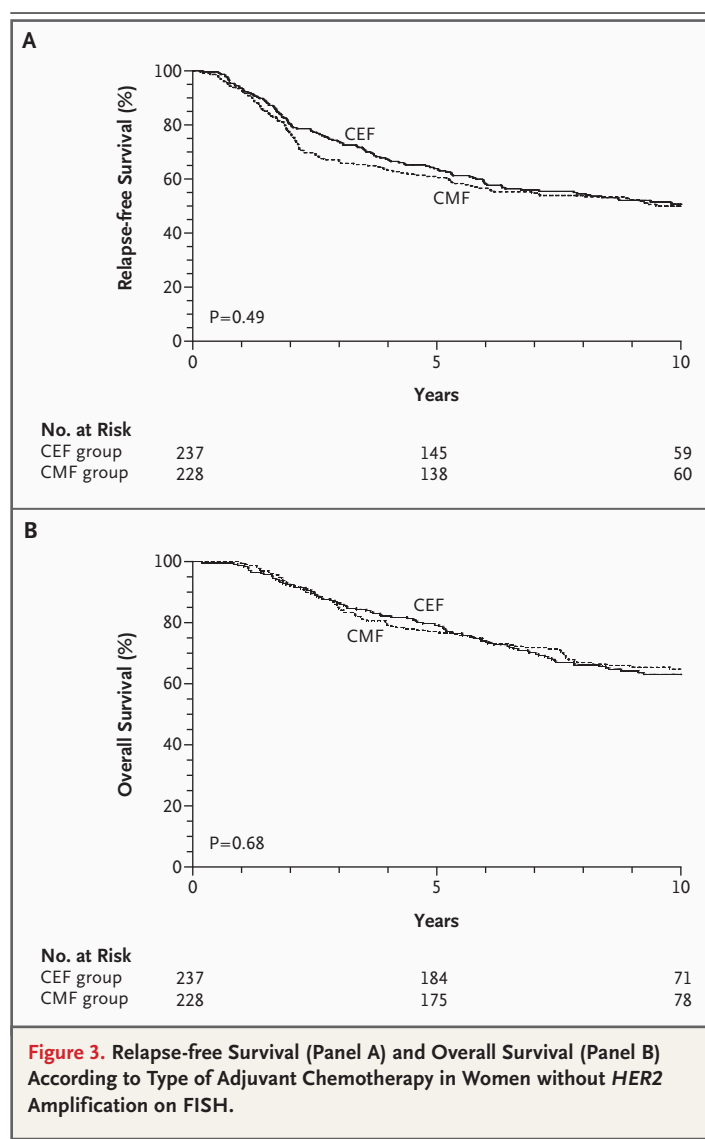 A
100
80
60
40
20
0
Relapse-free Survival (%)
CEF
CMF
P=0.49
0 5 10
Years
No. at Risk
CEF group 237 145 59
CMF group 228 138 60
B
100
80
60
40
20
0
Overall Survival (%)
CEF
CMF
P=0.68
0 5 10
Years
No. at Risk
CEF group 237 184 71
CMF group 228 175 78
Figure 3. Relapse-free Survival (Panel A) and Overall Survival (Panel B)
According to Type of Adjuvant Chemotherapy in Women without HER2
Amplification on FISH.